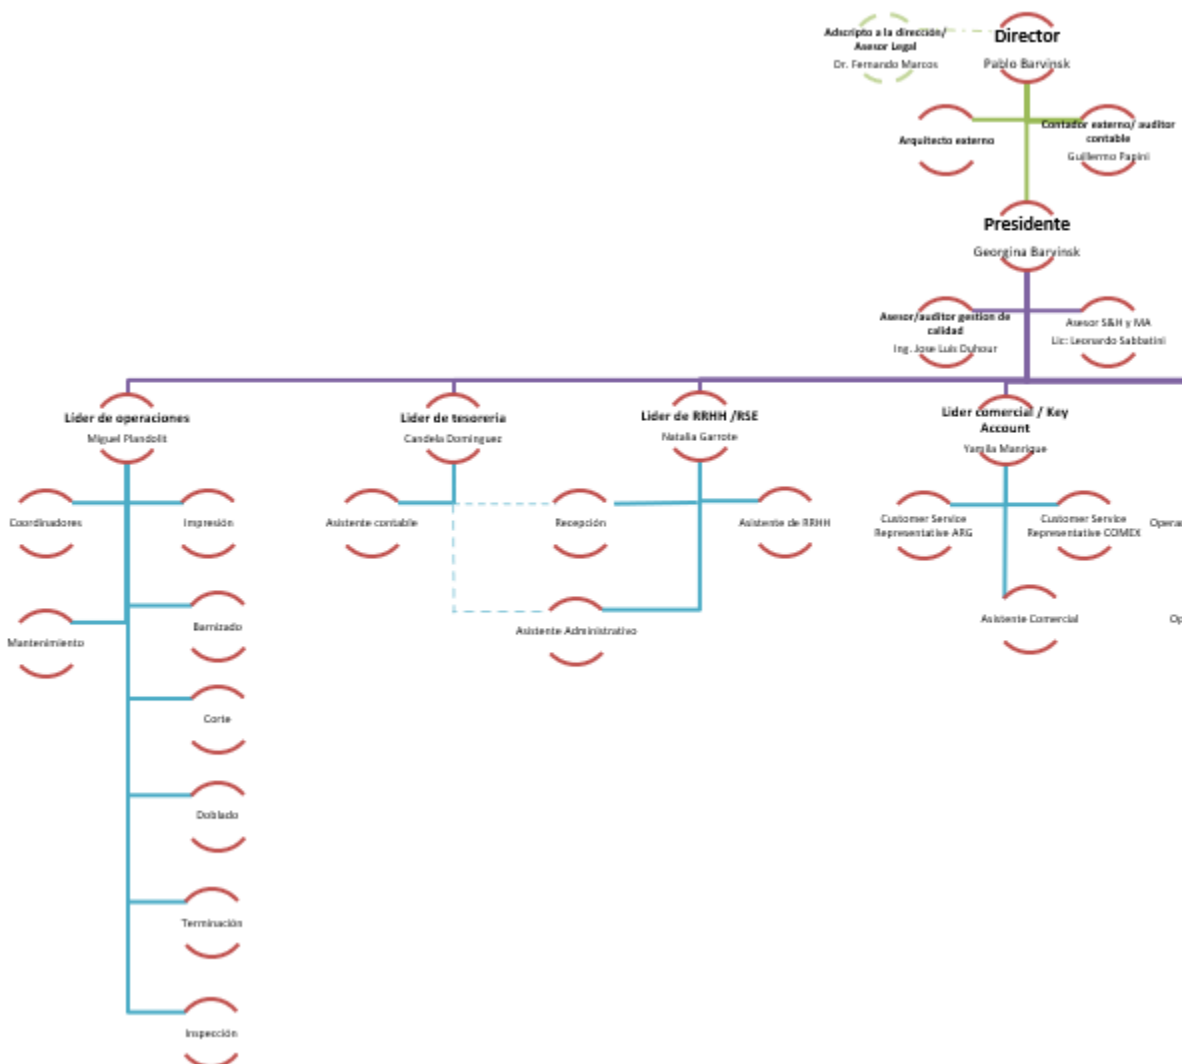 Adscripto a la dirección/
Asesor Legal
Dr. Fernando Marcos
Director
Pablo Barvinsk
Arquitecto externo
Contador externo/ auditor
contable
Guillermo Papini
Presidente
Georgina Barvinsk
Asesor/auditor gestion de
calidad
Ing. Jose Luis Duhour
Asesor S&H y MA
Lic: Leonardo Sabbatini
Lider de operaciones
Miguel Plandolit
Lider de tesoreria
Candela Dominguez
Lider de RRHH /RSE
Natalia Garrote
Lider comercial / Key
Account
Yamila Manrique
Coordinadores
Impresión
Asistente contable
Recepción
Asistente de RRHH
Customer Service
Representative ARG
Customer Service
Representative COMEX
Mantenimiento
Barnizado
Asistente Administrativo
Asistente Comercial
Corte
Doblado
Terminación
Inspección